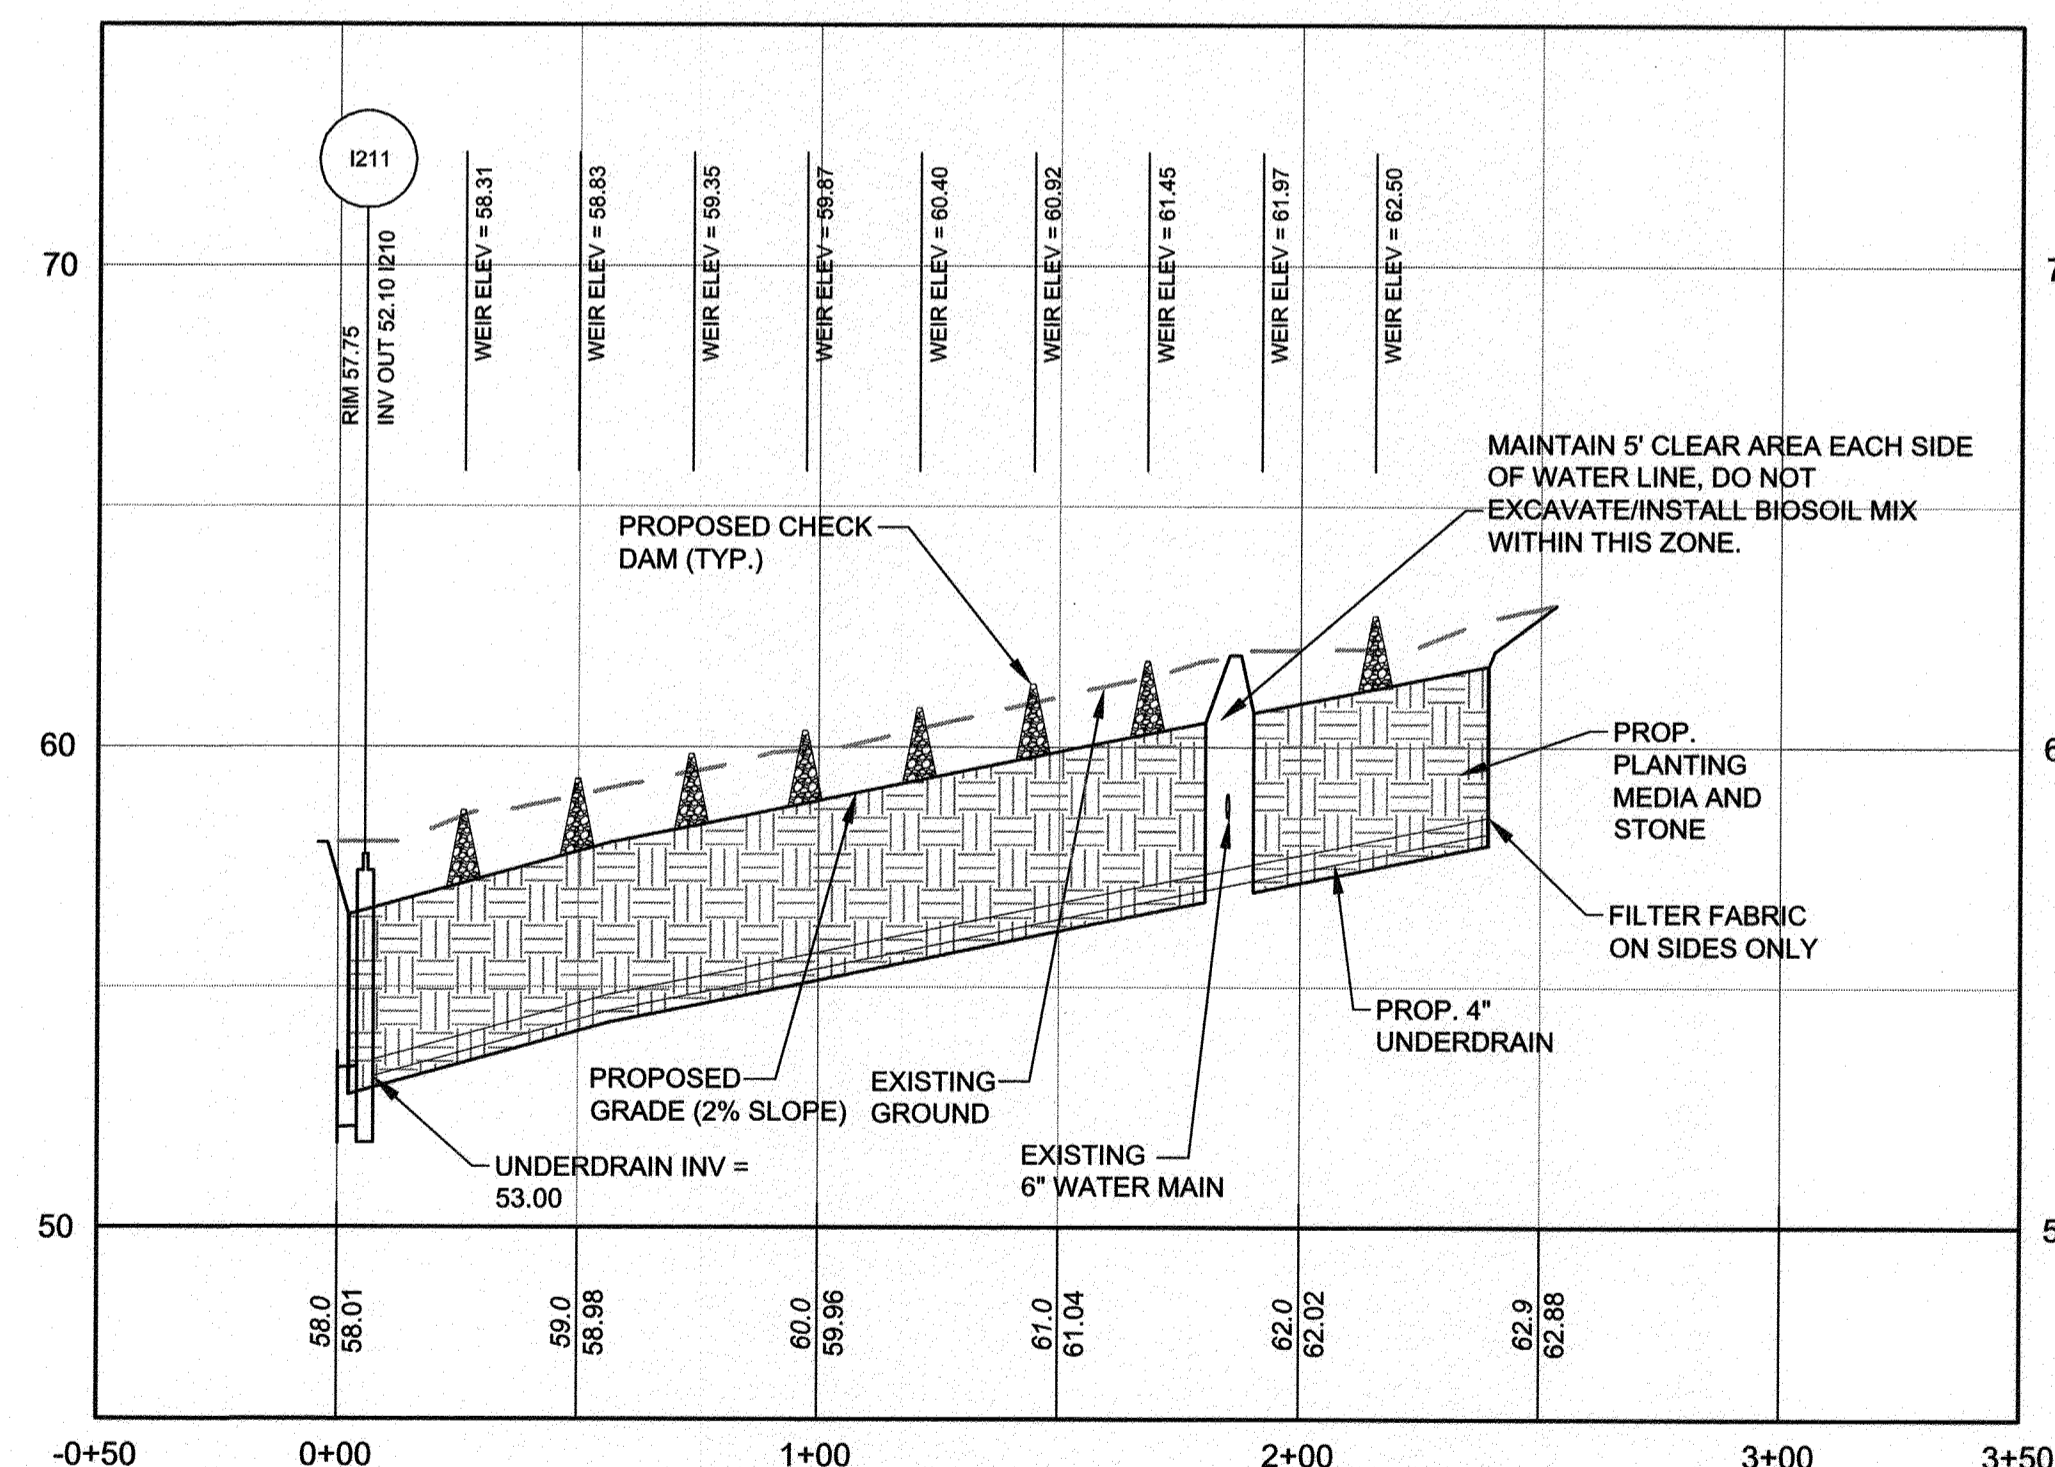 I211
RIM 57.75
INV OUT 52.10 I210
WEIR ELEV = 58.31
WEIR ELEV = 58.83
WEIR ELEV = 59.35
WEIR ELEV = 59.87
WEIR ELEV = 60.40
WEIR ELEV = 60.92
WEIR ELEV = 61.45
WEIR ELEV = 61.97
WEIR ELEV = 62.50
70
7
MAINTAIN 5' CLEAR AREA EACH SIDE
OF WATER LINE, DO NOT
EXCAVATE/INSTALL BIOSOIL MIX
WITHIN THIS ZONE.
PROPOSED CHECK
DAM (TYP.)
60
6
PROP.
PLANTING
MEDIA AND
STONE
FILTER FABRIC
ON SIDES ONLY
PROP. 4"
UNDERDRAIN
PROPOSED
GRADE (2% SLOPE)
EXISTING
GROUND
EXISTING
6" WATER MAIN
UNDERDRAIN INV =
53.00
50
5
58.0
58.01
59.0
58.98
60.0
59.96
61.0
61.04
62.0
62.02
62.9
62.88
-0+50
0+00
1+00
2+00
3+00
3+50